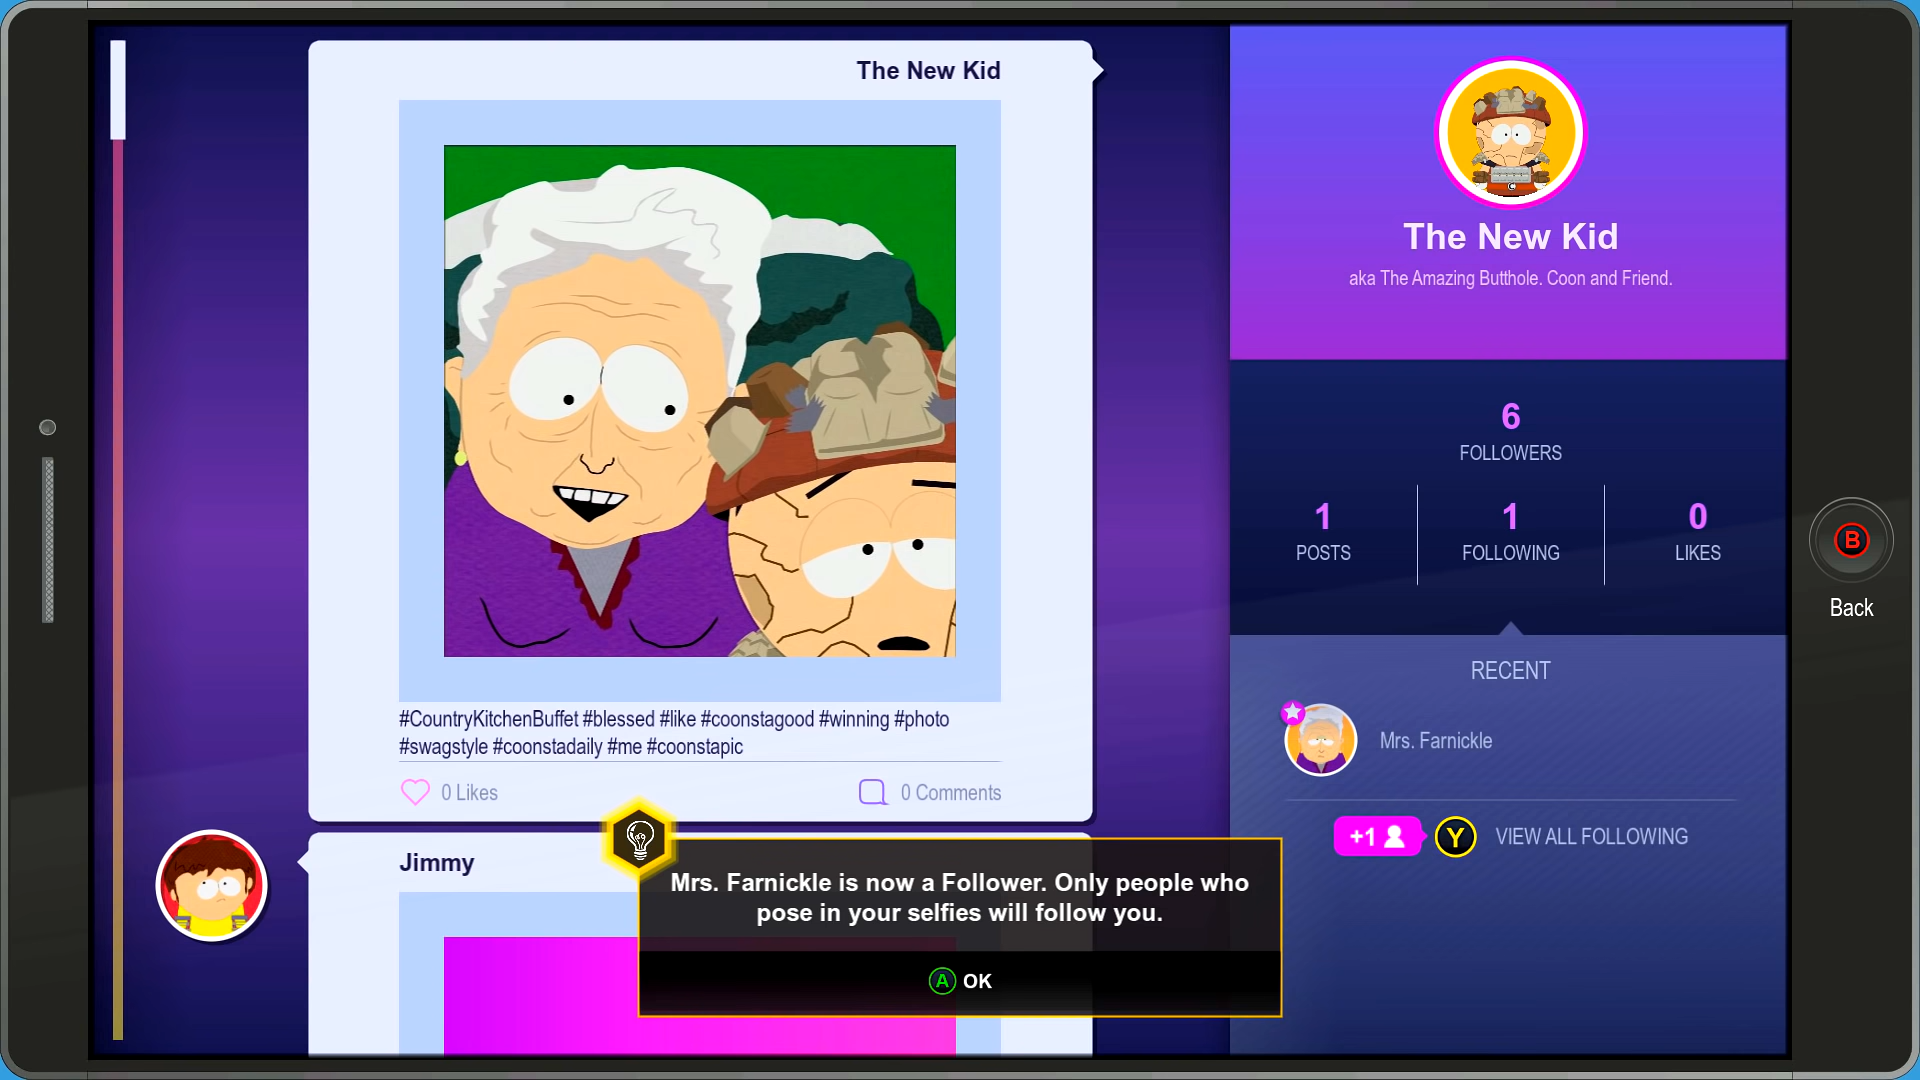 The New Kid
#CountryKitchenBuffet #blessed #like #coonstagood #winning #photo
#swagstyle #coonstadaily #me #coonstapic
0 Likes
0 Comments
Jimmy
The New Kid
aka The Amazing Butthole. Coon and Friend.
6
FOLLOWERS
1
POSTS
1
FOLLOWING
0
LIKES
RECENT
Mrs. Farnickle
+1
Y
VIEW ALL FOLLOWING
B
Back
Mrs. Farnickle is now a Follower. Only people who
pose in your selfies will follow you.
A OK